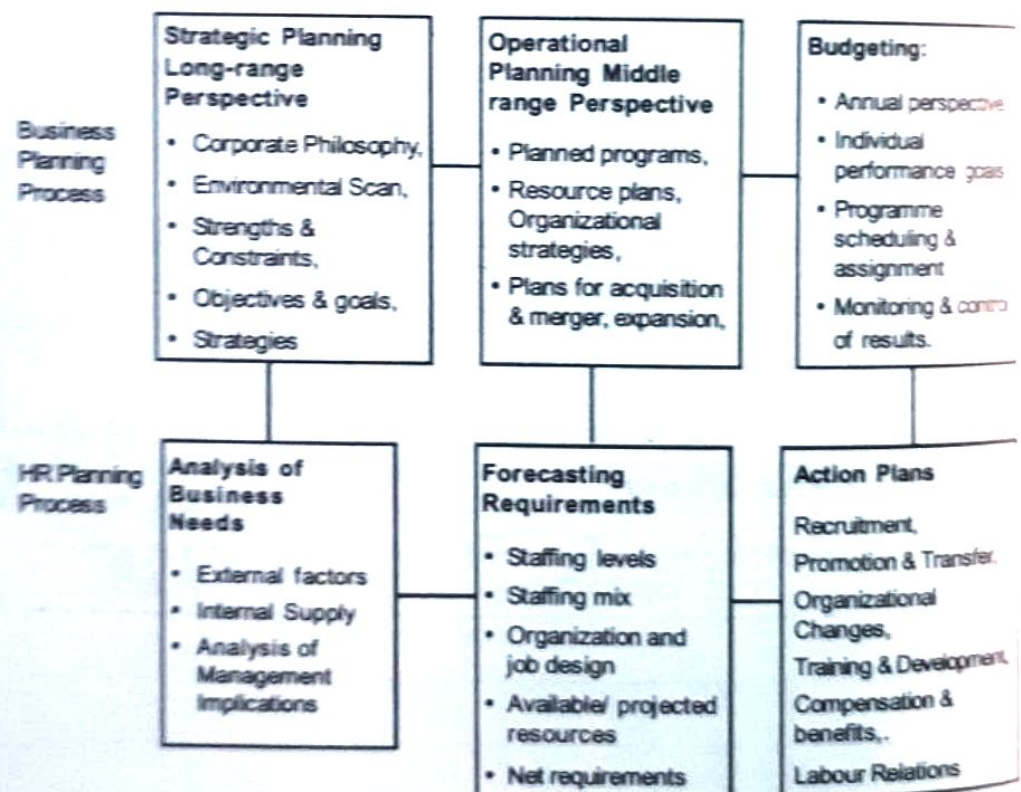 Business
Planning
Process
Strategic Planning
Long-range
Perspective
• Corporate Philosophy,
• Environmental Scan,
• Strengths &
Constraints,
• Objectives & goals,
• Strategies
Operational
Planning Middle
range Perspective
• Planned programs,
• Resource plans,
Organizational
strategies,
• Plans for acquisition
& merger, expansion,
Budgeting:
• Annual perspective
• Individual
performance goals
• Programme
scheduling &
assignment
• Monitoring & control
of results.
HR Planning
Process
Analysis of
Business
Needs
• External factors
• Internal Supply
• Analysis of
Management
Implications
Forecasting
Requirements
• Staffing levels
• Staffing mix
• Organization and
job design
• Available/ projected
resources
• Net requirements
Action Plans
Recruitment,
Promotion & Transfer.
Organizational
Changes,
Training & Development,
Compensation &
benefits,.
Labour Relations